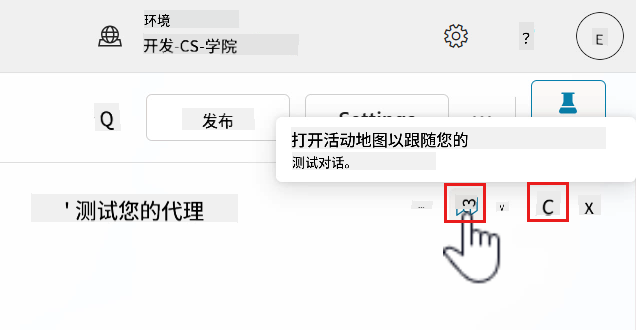 环境
开发-CS-学院
?
E
Q
发布
Settings
...
打开活动地图以跟随您的
测试对话。
' 测试您的代理
...
3
v
C
X